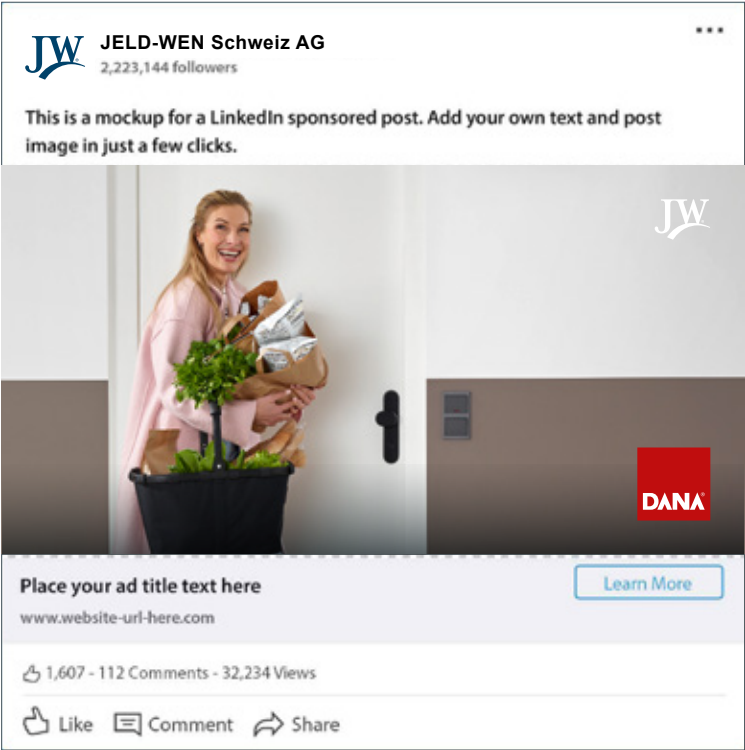 JW JELD-WEN Schweiz AG
2,223,144 followers
This is a mockup for a LinkedIn sponsored post. Add your own text and post
image in just a few clicks.
JW
DANA®
Place your ad title text here
Learn More
www.website-url-here.com
1,607 - 112 Comments - 32,234 Views
Like Comment Share